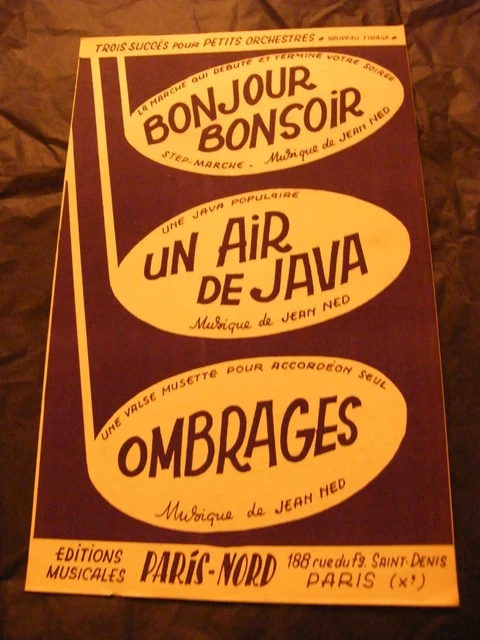 TROIS SUCCÈS POUR PETITS ORCHESTRES * NOUVEAU TIRAGE *
LA MARCHE QUI DÉBUTE ET TERMINE VOTRE SOIRÉE
BONJOUR
BONSOIR
STEP-MARCHE - Musique de JEAN NED
UNE JAVA POPULAIRE
UN AIR
DE JAVA
Musique de JEAN NED
UNE VALSE MUSETTE POUR ACCORDÉON SEUL
OMBRAGES
Musique de JEAN NED
EDITIONS
MUSICALES
PARIS-NORD
188 rue du Fg. SAINT-DENIS
PARIS (Xe)